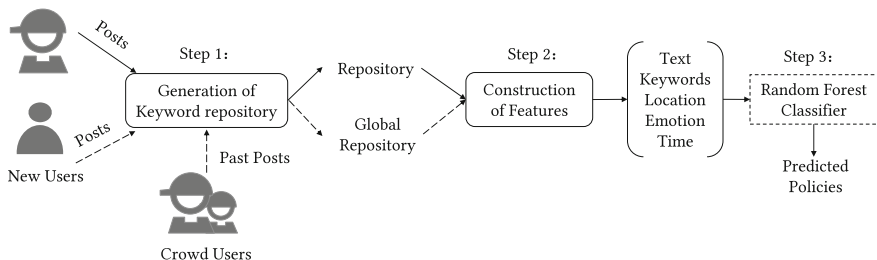 Posts
Step 1:
Generation of
Keyword repository
Posts
New Users
Past Posts
Crowd Users
Repository
Global
Repository
Step 2:
Construction
of Features
Text
Keywords
Location
Emotion
Time
Step 3:
Random Forest
Classifier
Predicted
Policies